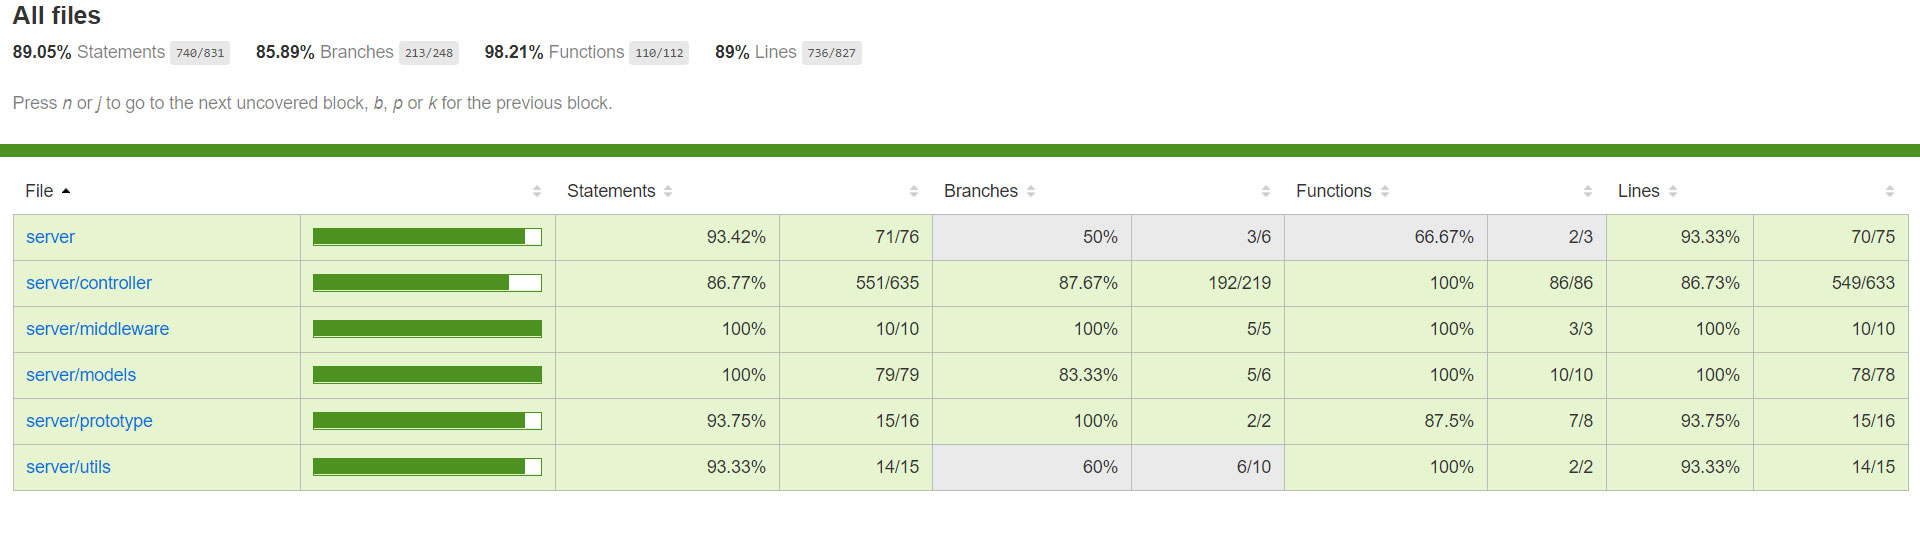 All files
89.05% Statements 740/831 85.89% Branches 213/248 98.21% Functions 110/112 89% Lines 736/827
Press n or j to go to the next uncovered block, b, p or k for the previous block.
File Statements Branches Functions Lines
server 93.42% 71/76 50% 3/6 66.67% 2/3 93.33% 70/75
server/controller 86.77% 551/635 87.67% 192/219 100% 86/86 86.73% 549/633
server/middleware 100% 10/10 100% 5/5 100% 3/3 100% 10/10
server/models 100% 79/79 83.33% 5/6 100% 10/10 100% 78/78
server/prototype 93.75% 15/16 100% 2/2 87.5% 7/8 93.75% 15/16
server/utils 93.33% 14/15 60% 6/10 100% 2/2 93.33% 14/15